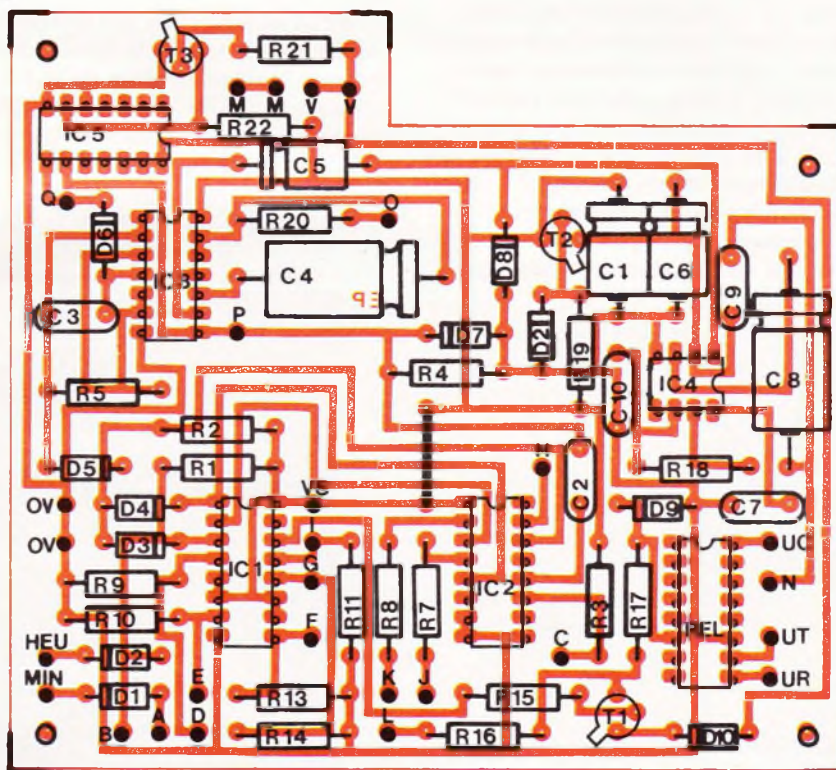 T3
R21
M M V V
IC5
R22
C5
Q
D6
R20
O
T2
D8
C1
C6
C9
IC3
C4
EP
C3
P
D7
D2
R19
R4
C10
IC4
C8
R5
R2
H
D5
R1
C2
R18
OV
D4
I
D9
C7
OV
D3
IC1
UC
R9
G
R11
R8
R7
IC2
R3
R17
N
R10
F
REL
HEU
D2
C
UT
MIN
D1
E
R13
K
J
R15
UR
B
A
D
R14
L
R16
T1
D10